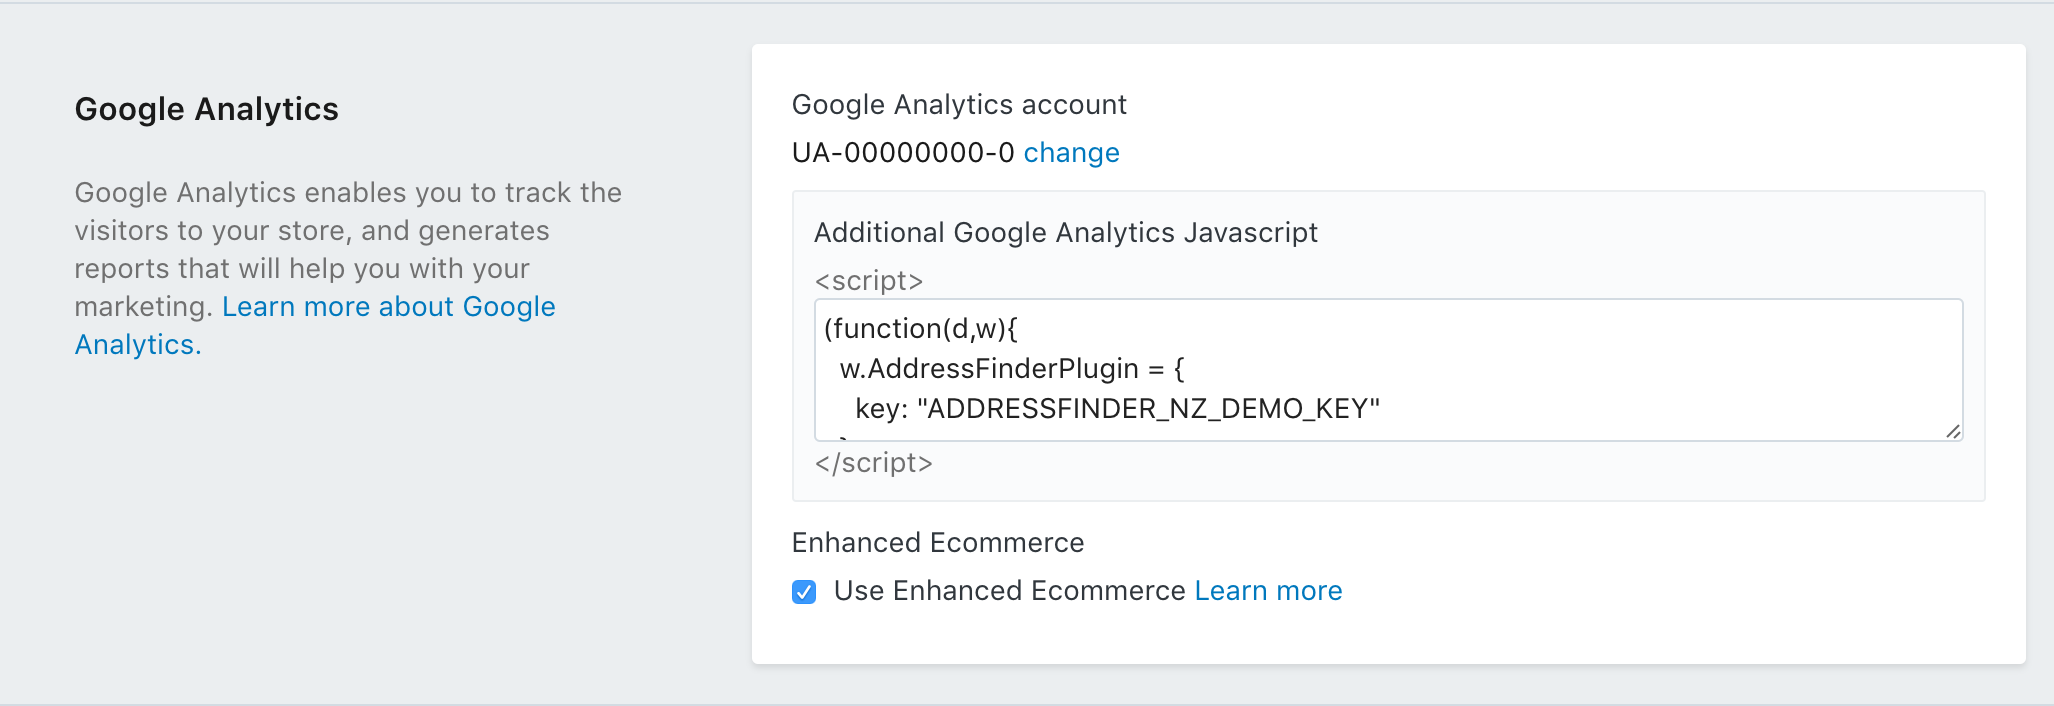 Google Analytics
Google Analytics enables you to track the
visitors to your store, and generates
reports that will help you with your
marketing. Learn more about Google
Analytics.
Google Analytics account
UA-00000000-0 change
Additional Google Analytics Javascript
<script>
(function(d,w){
w.AddressFinderPlugin = {
key: "ADDRESSFINDER_NZ_DEMO_KEY"
</script>
Enhanced Ecommerce
Use Enhanced Ecommerce Learn more